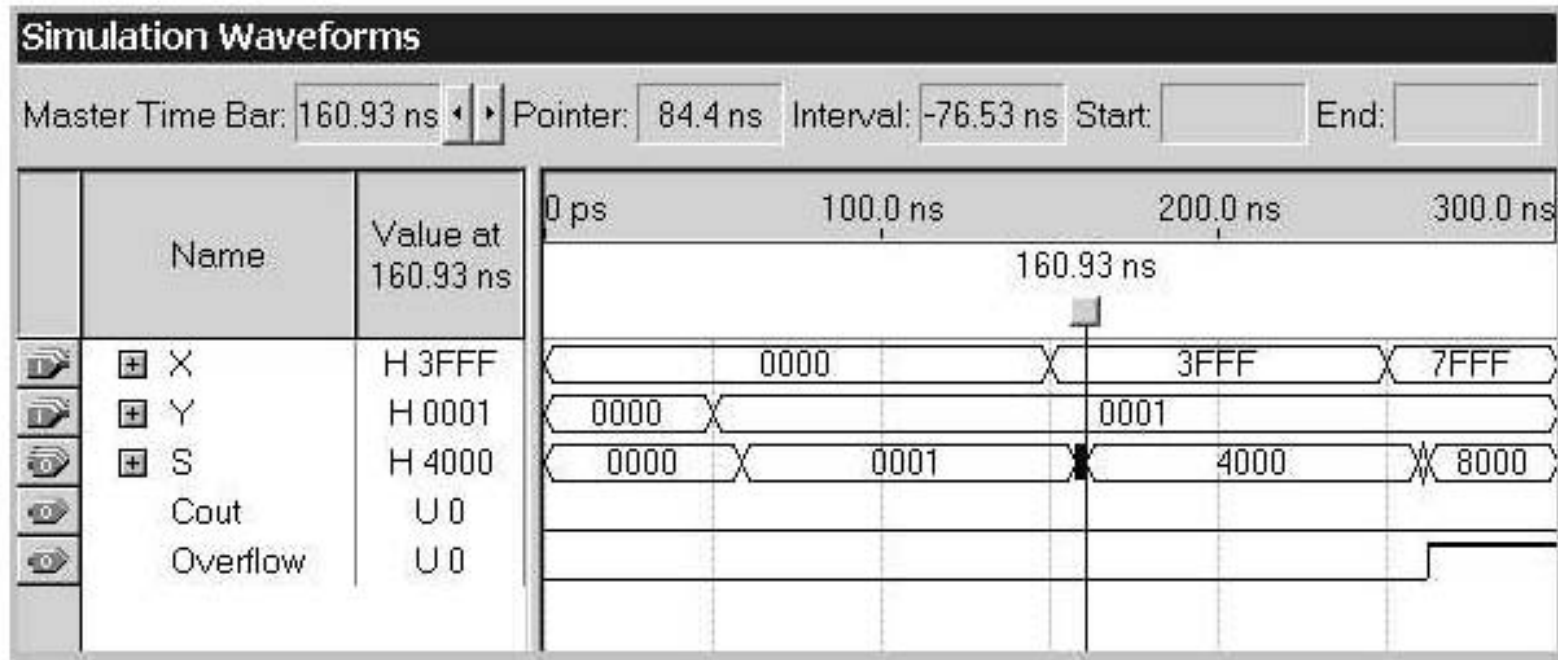 Simulation Waveforms
Master Time Bar: 160.93 ns Pointer: 84.4 ns Interval: -76.53 ns Start: End:
Name Value at 160.93 ns
0 ps 100.0 ns 200.0 ns 300.0 ns
160.93 ns
X H 3FFF 0000 3FFF 7FFF
Y H 0001 0000 0001
S H 4000 0000 0001 4000 8000
Cout U 0
Overflow U 0